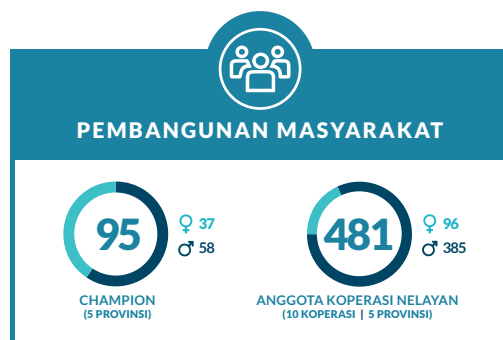 PEMBANGUNAN MASYARAKAT
95
♀ 37
♂ 58
CHAMPION
(5 PROVINSI)
481
♀ 96
♂ 385
ANGGOTA KOPERASI NELAYAN
(10 KOPERASI | 5 PROVINSI)